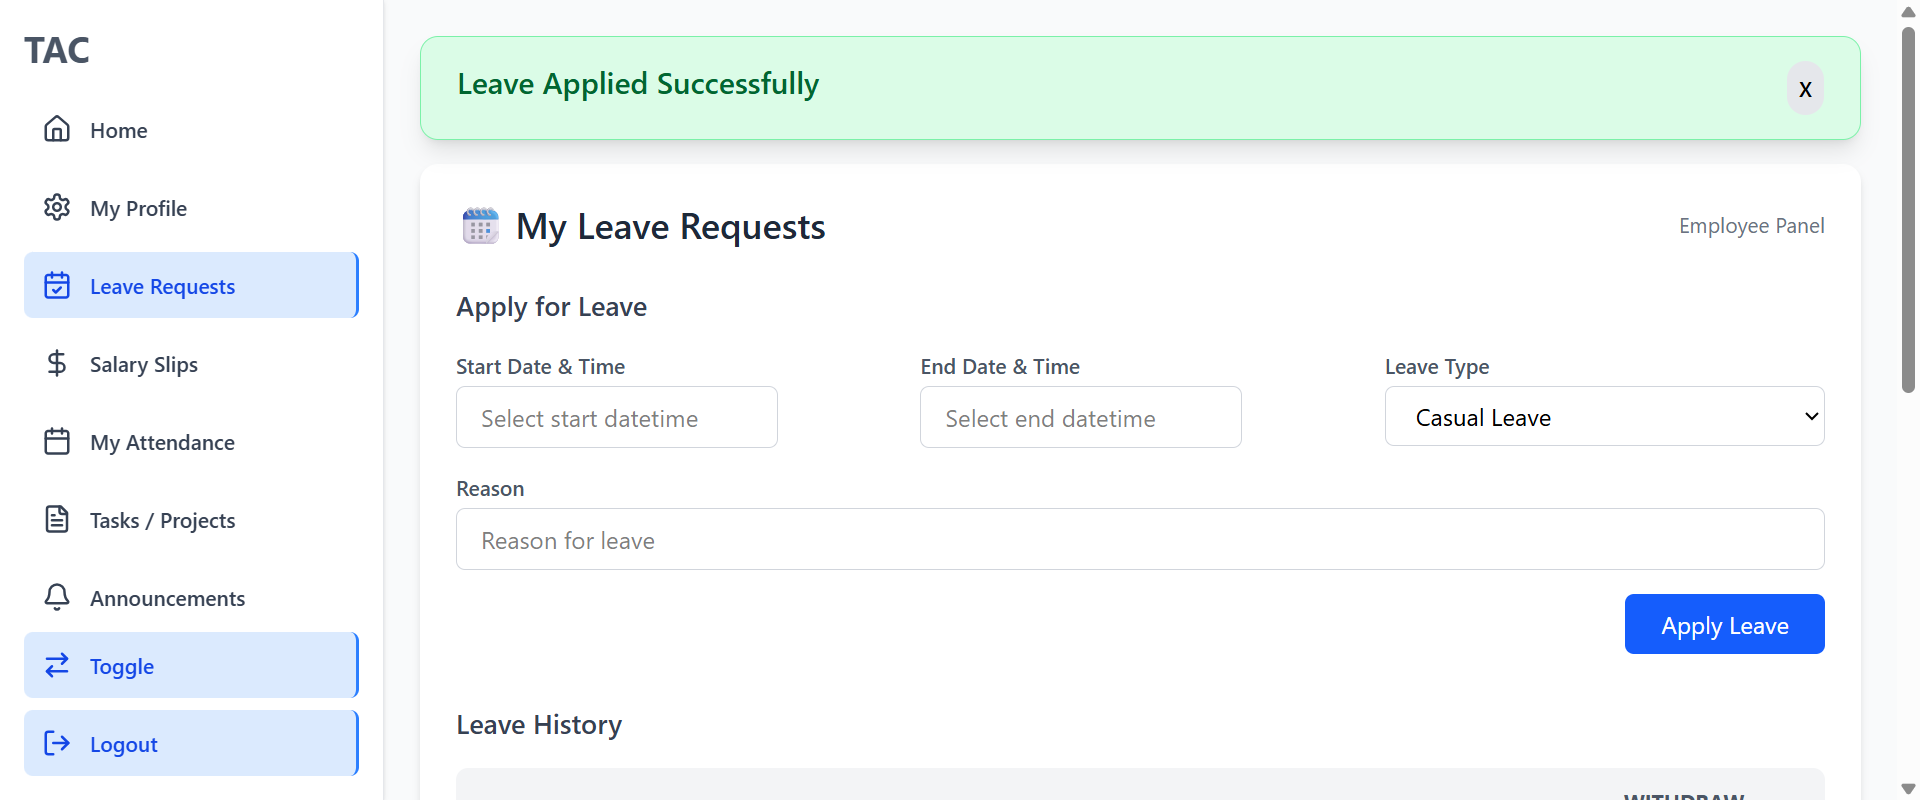 TAC
Home
My Profile
Leave Requests
Salary Slips
My Attendance
Tasks / Projects
Announcements
Toggle
Logout
Leave Applied Successfully
X
My Leave Requests
Employee Panel
Apply for Leave
Start Date & Time
End Date & Time
Leave Type
Select start datetime
Select end datetime
Casual Leave
Reason
Reason for leave
Apply Leave
Leave History
WITHDRAW